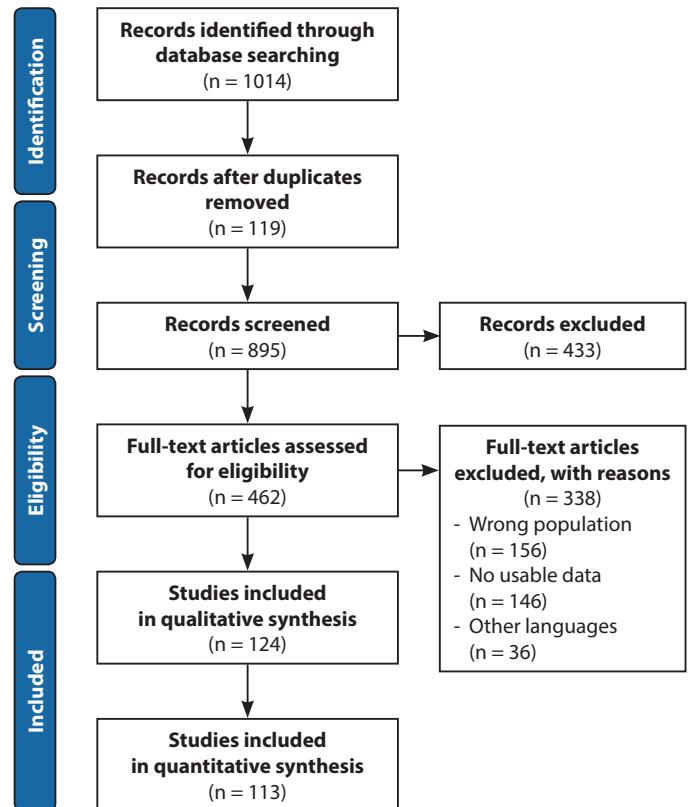 Identification
Records identified through
database searching
(n = 1014)
Records after duplicates
removed
(n = 119)
Screening
Records screened
(n = 895)
Records excluded
(n = 433)
Eligibility
Full-text articles assessed
for eligibility
(n = 462)
Full-text articles
excluded, with reasons
(n = 338)
- Wrong population
(n = 156)
- No usable data
(n = 146)
- Other languages
(n = 36)
Included
Studies included
in qualitative synthesis
(n = 124)
Studies included
in quantitative synthesis
(n = 113)